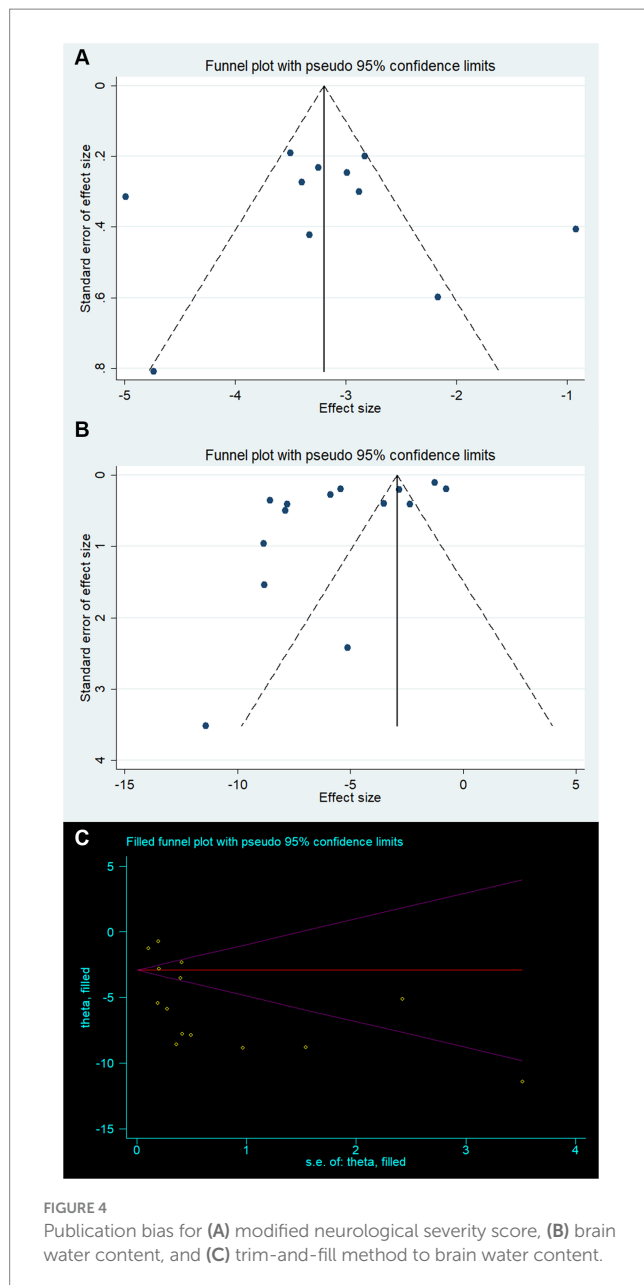 A
Funnel plot with pseudo 95% confidence limits
Standard error of effect size
0
.2
.4
.6
.8
-5
-4
-3
-2
-1
Effect size
B
Funnel plot with pseudo 95% confidence limits
Standard error of effect size
0
1
2
3
4
-15
-10
-5
0
5
Effect size
C
Filled funnel plot with pseudo 95% confidence limits
theta, filled
5
0
-5
-10
-15
0
1
2
3
4
s.e. of: theta, filled
FIGURE 4
Publication bias for (A) modified neurological severity score, (B) brain
water content, and (C) trim-and-fill method to brain water content.